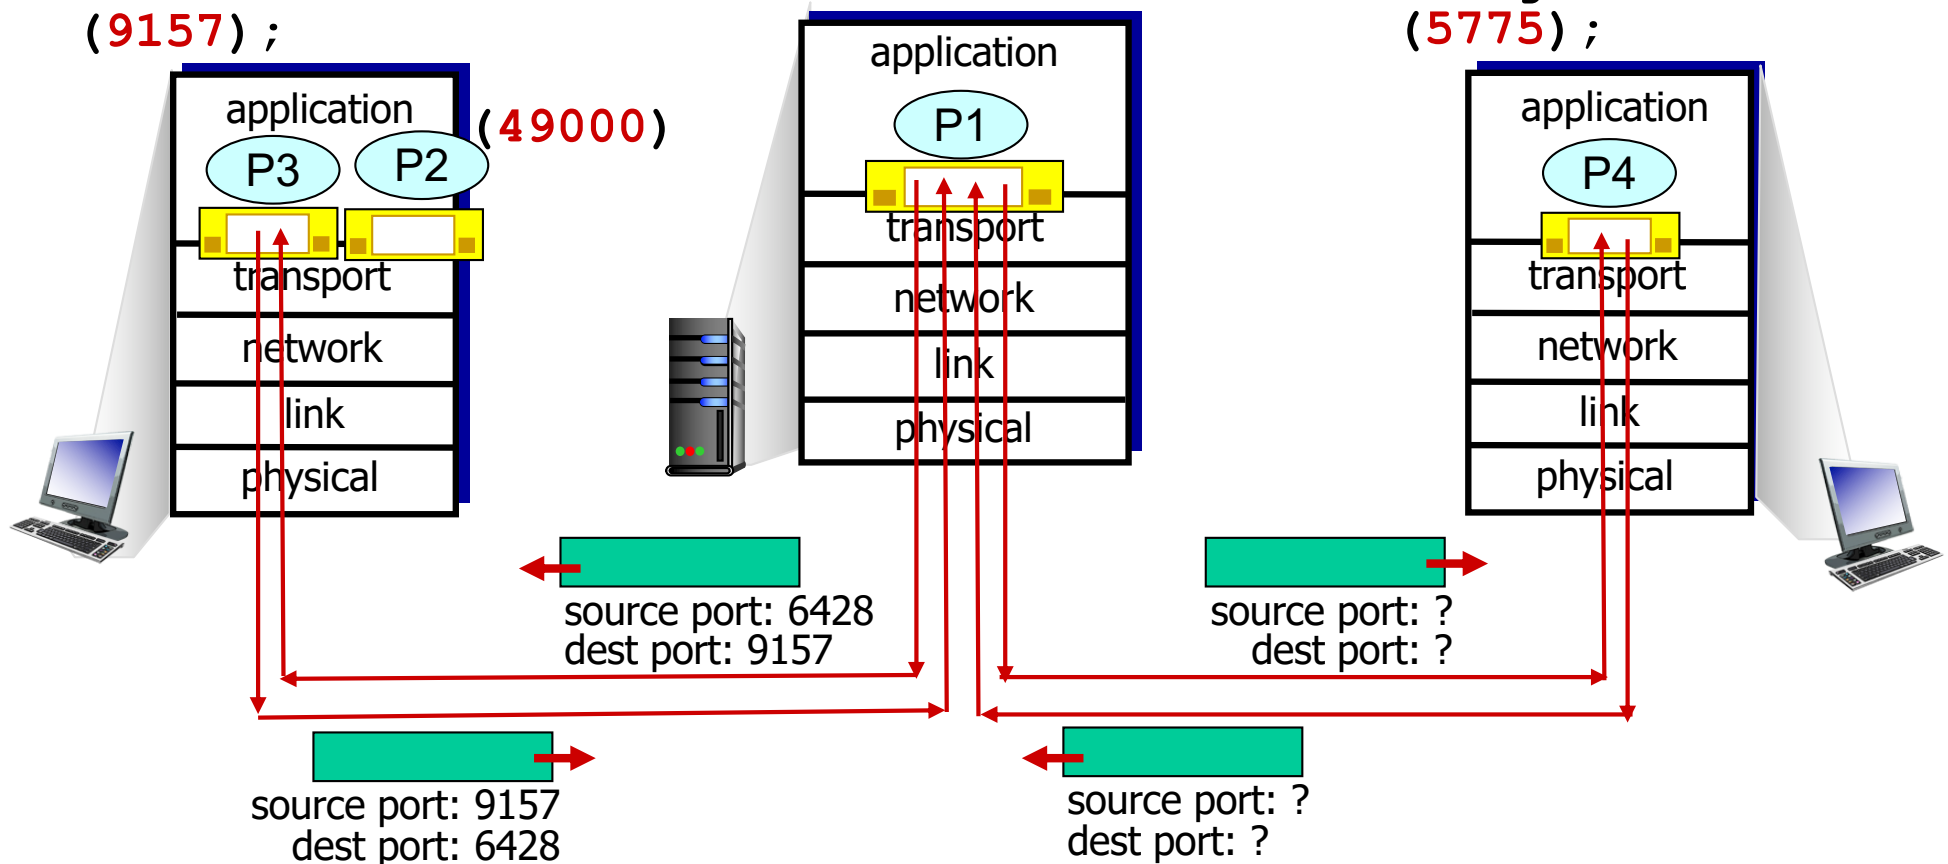 (9157);
application
P3
P2
(49000)
transport
network
link
physical
application
P1
transport
network
link
physical
(5775);
application
P4
transport
network
link
physical
source port: 6428
dest port: 9157
source port: ?
dest port: ?
source port: 9157
dest port: 6428
source port: ?
dest port: ?